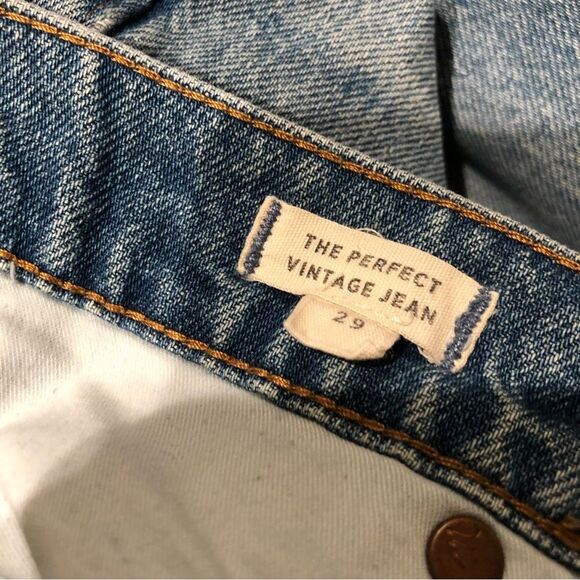 THE PERFECT
VINTAGE JEAN
29